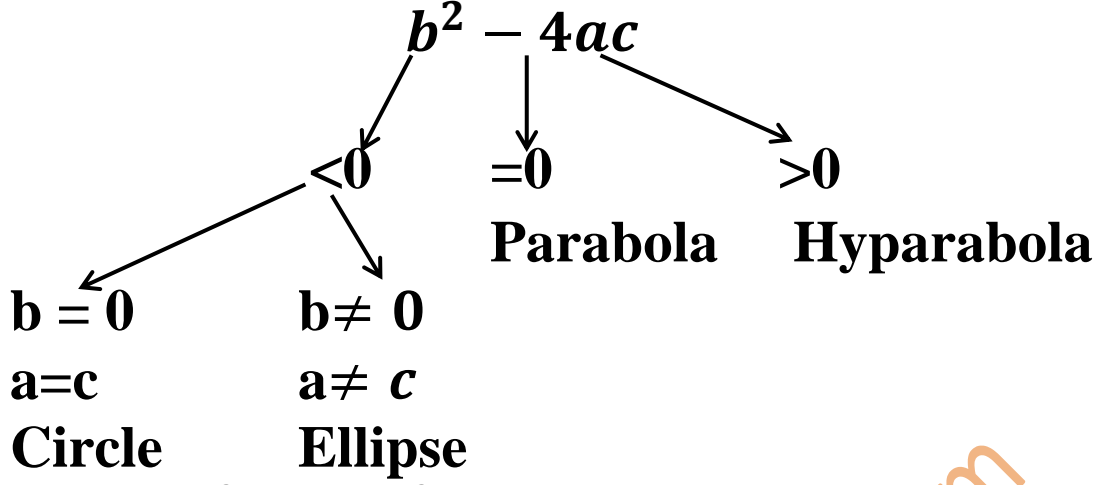 b² − 4ac
<0 =0 >0
Parabola Hyparabola
b = 0 b≠ 0
a=c a≠ c
Circle Ellipse
m